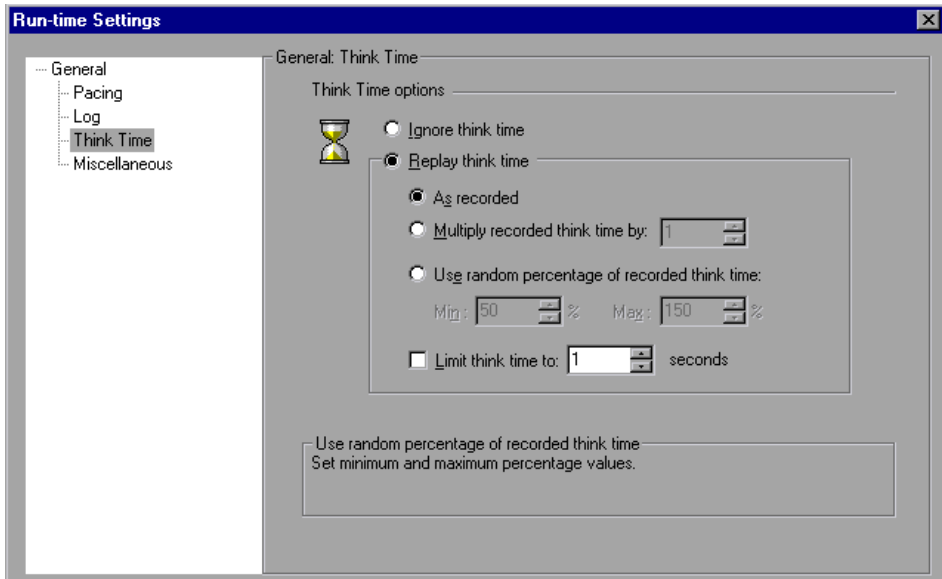 Run-time Settings
General
Pacing
Log
Think Time
Miscellaneous
General: Think Time
Think Time options
Ignore think time
Replay think time
As recorded
Multiply recorded think time by: 1
Use random percentage of recorded think time:
Min : 50 % Max : 150 %
Limit think time to: 1 seconds
Use random percentage of recorded think time
Set minimum and maximum percentage values.